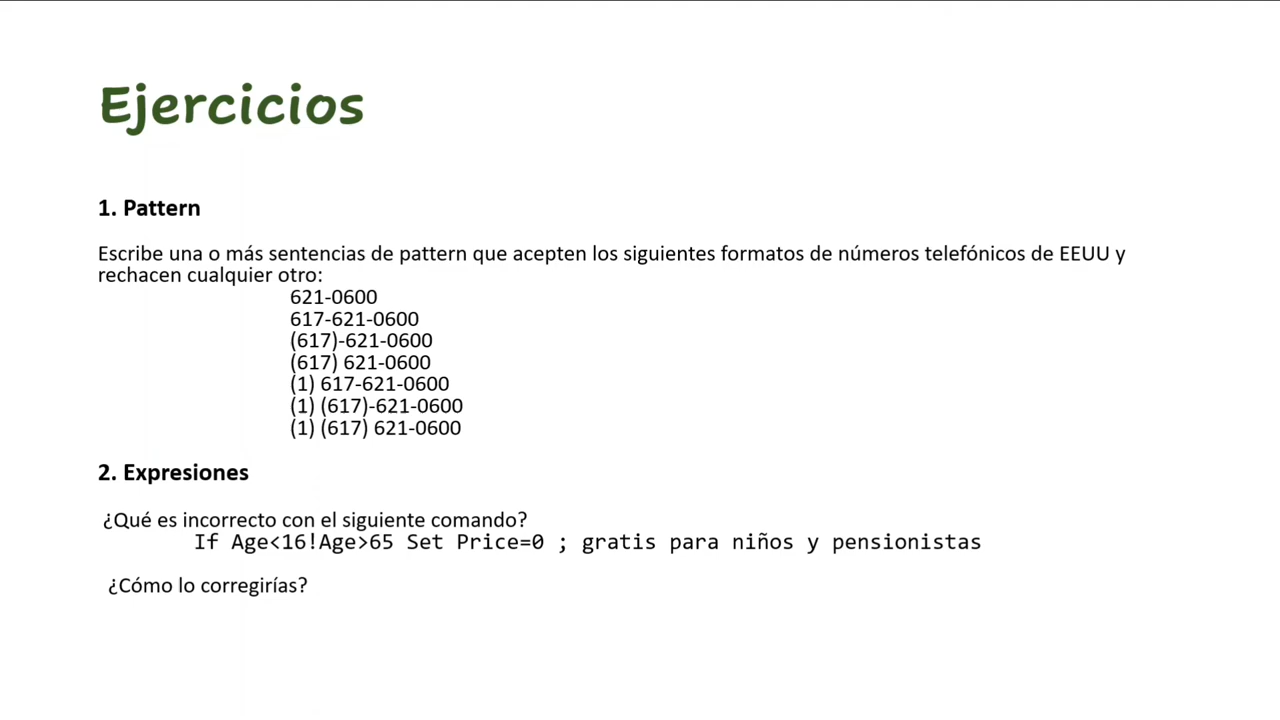 Ejercicios
1. Pattern
Escribe una o más sentencias de pattern que acepten los siguientes formatos de números telefónicos de EEUU y
rechacen cualquier otro:
621-0600
617-621-0600
(617)-621-0600
(617) 621-0600
(1) 617-621-0600
(1) (617)-621-0600
(1) (617) 621-0600
2. Expresiones
¿Qué es incorrecto con el siguiente comando?
If Age<16!Age>65 Set Price=0 ; gratis para niños y pensionistas
¿Cómo lo corregirías?